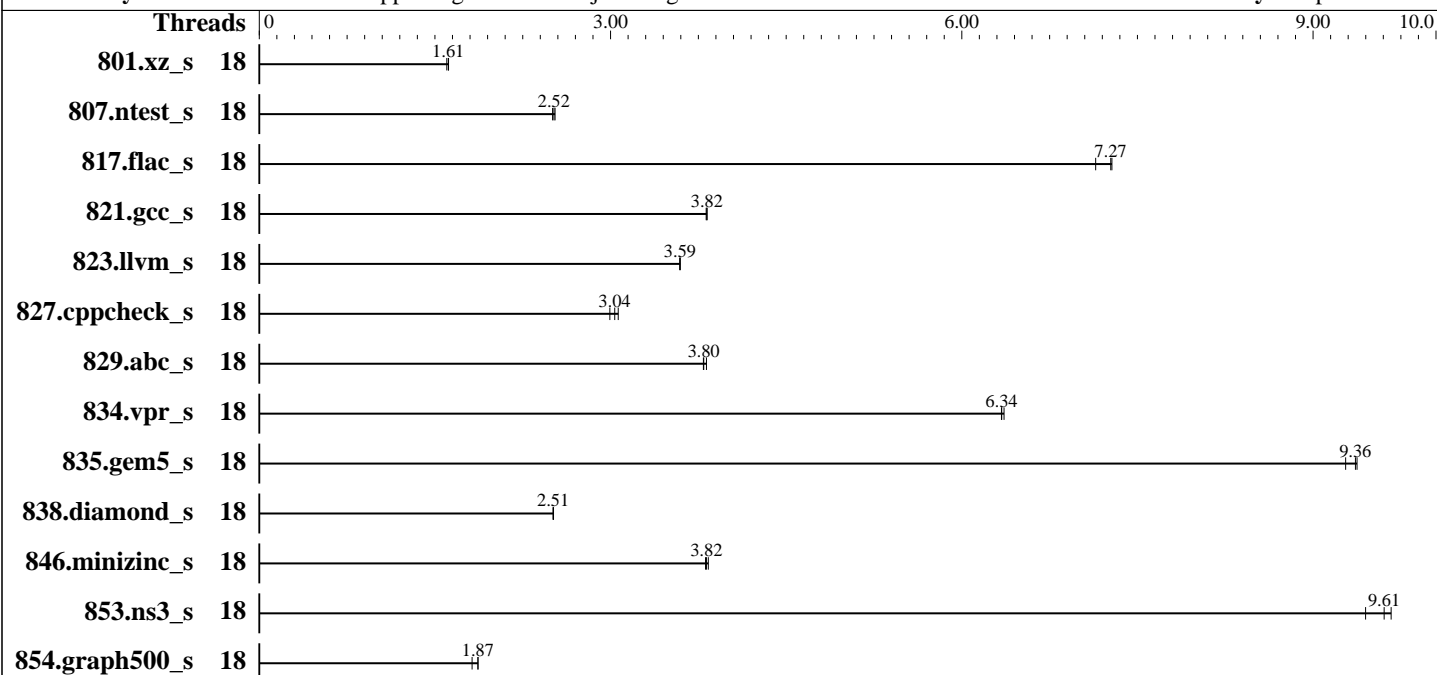 Threads 0 3.00 6.00 9.00 10.0
801.xz_s 18 1.61
807.ntest_s 18 2.52
817.flac_s 18 7.27
821.gcc_s 18 3.82
823.llvm_s 18 3.59
827.cppcheck_s 18 3.04
829.abc_s 18 3.80
834.vpr_s 18 6.34
835.gem5_s 18 9.36
838.diamond_s 18 2.51
846.minizinc_s 18 3.82
853.ns3_s 18 9.61
854.graph500_s 18 1.87